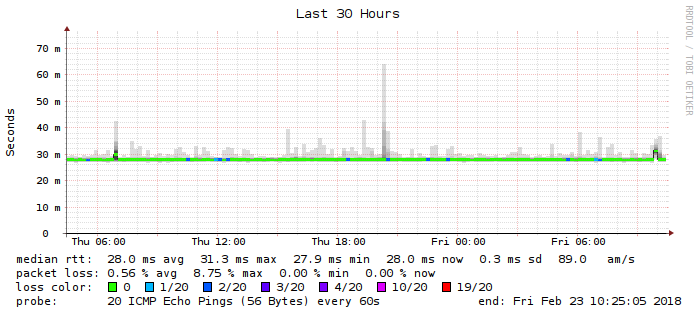 Last 30 Hours
RRDTOOL / TOBI OETIKER
Seconds
70 m
60 m
50 m
40 m
30 m
20 m
10 m
0
Thu 06:00 Thu 12:00 Thu 18:00 Fri 00:00 Fri 06:00
median rtt: 28.0 ms avg 31.3 ms max 27.9 ms min 28.0 ms now 0.3 ms sd 89.0 am/s
packet loss: 0.56 % avg 8.75 % max 0.00 % min 0.00 % now
loss color: 0 1/20 2/20 3/20 4/20 10/20 19/20
probe: 20 ICMP Echo Pings (56 Bytes) every 60s end: Fri Feb 23 10:25:05 2018